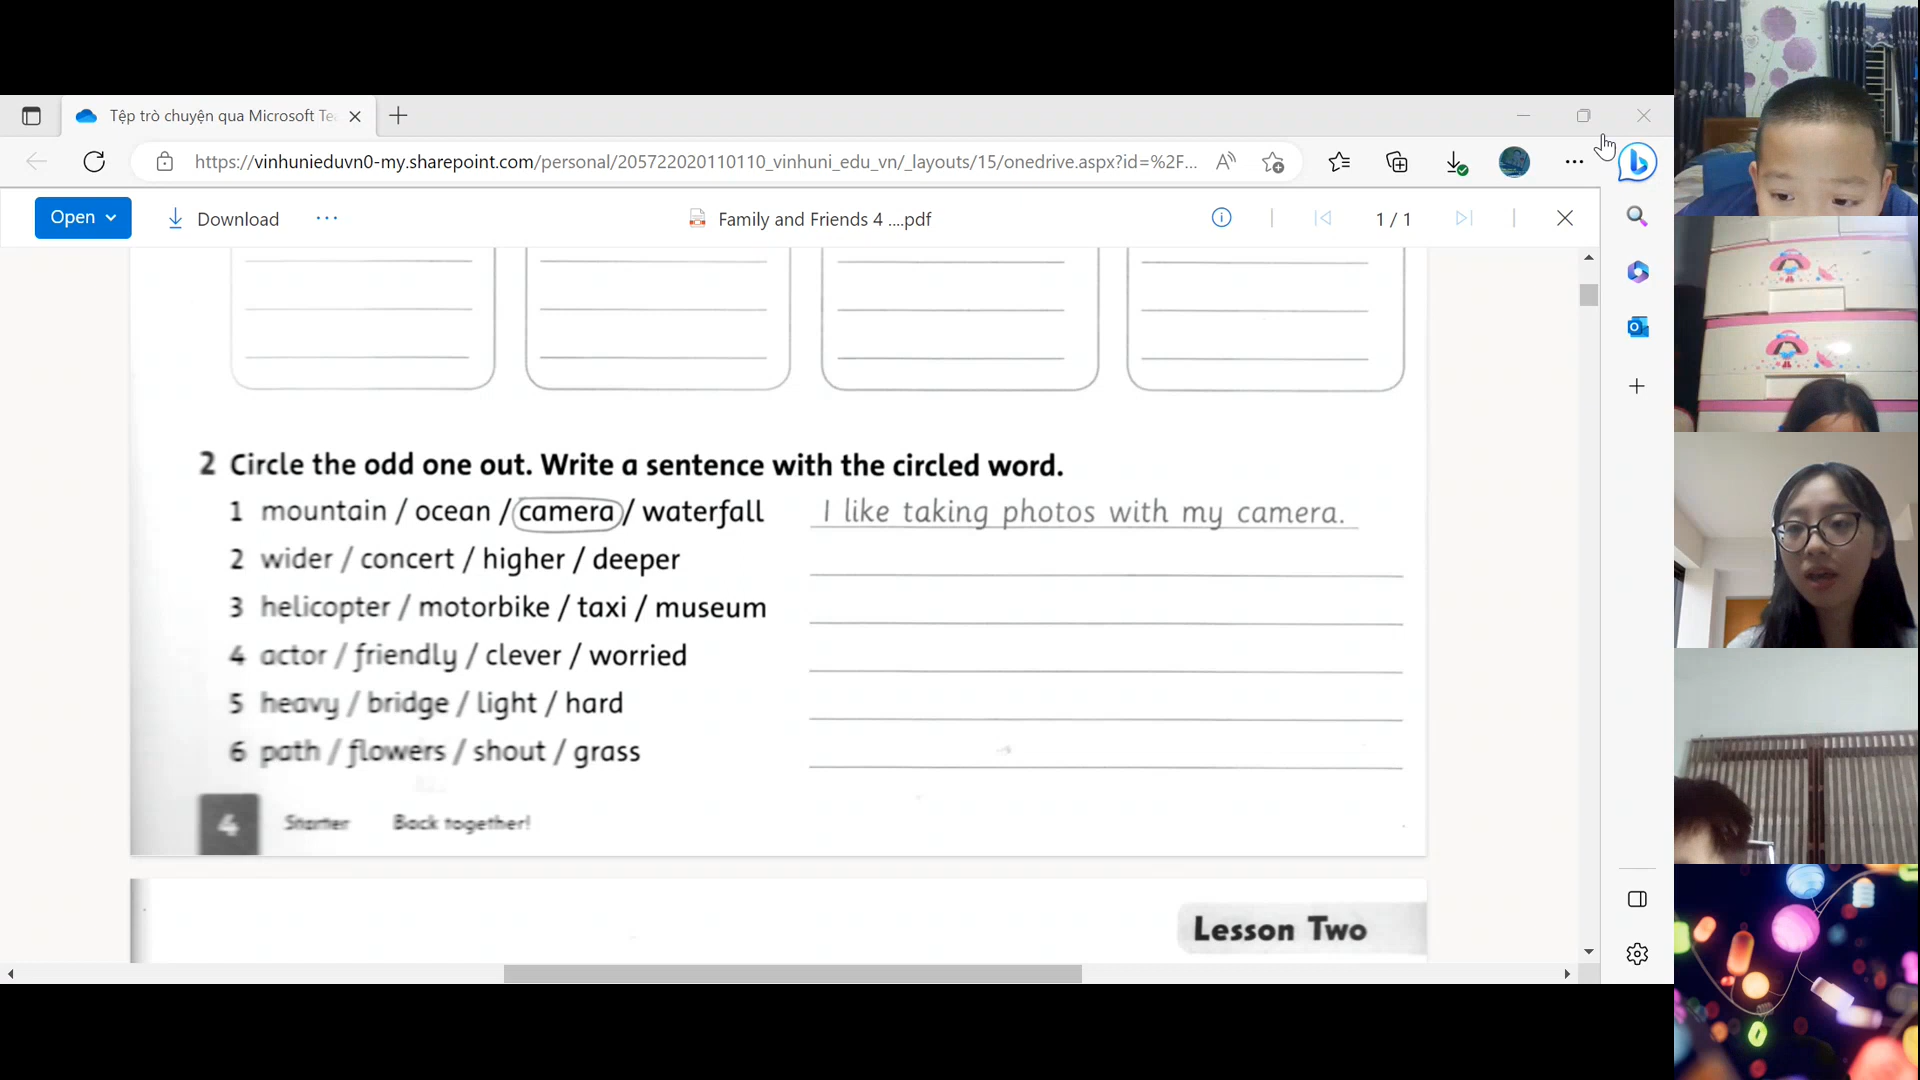 Tệp trò chuyện qua Microsoft Te
https://vinhunieduvn0-my.sharepoint.com/personal/205722020110110_vinhuni_edu_vn/_layouts/15/onedrive.aspx?id=%2F...
Open Download ... Family and Friends 4 ....pdf 1 / 1
2 Circle the odd one out. Write a sentence with the circled word.
1 mountain / ocean / camera / waterfall I like taking photos with my camera.
2 wider / concert / higher / deeper
3 helicopter / motorbike / taxi / museum
4 actor / friendly / clever / worried
5 heavy / bridge / light / hard
6 path / flowers / shout / grass
4 Starter Back together!
Lesson Two